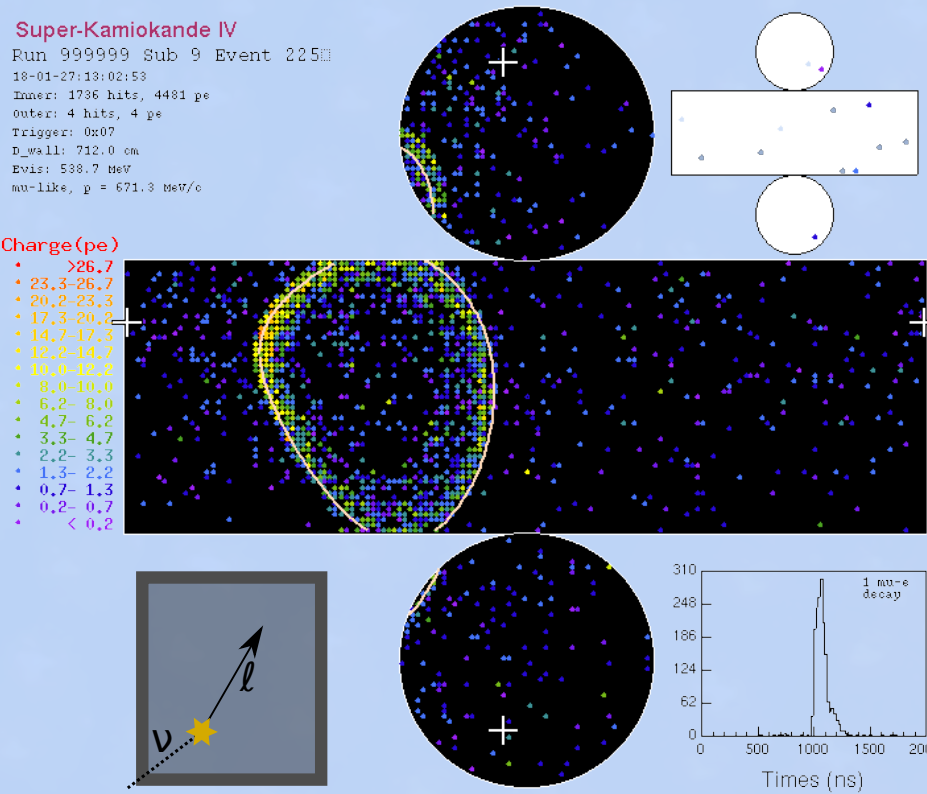 Super-Kamiokande IV
Run 999999 Sub 9 Event 225
18-01-27:13:02:53
Inner: 1736 hits, 4481 pe
Outer: 4 hits, 4 pe
Trigger: 0x07
D_wall: 712.0 cm
Evis: 538.7 MeV
mu-like, p = 671.3 MeV/c
Charge(pe)
>26.7
23.3-26.7
20.2-23.3
17.3-20.2
14.7-17.3
12.2-14.7
10.0-12.2
8.0-10.0
6.2- 8.0
4.7- 6.2
3.3- 4.7
2.2- 3.3
1.3- 2.2
0.7- 1.3
0.2- 0.7
< 0.2
ν
ℓ
1 mu-e
decay
310
248
186
124
62
0
0 500 1000 1500 200
Times (ns)